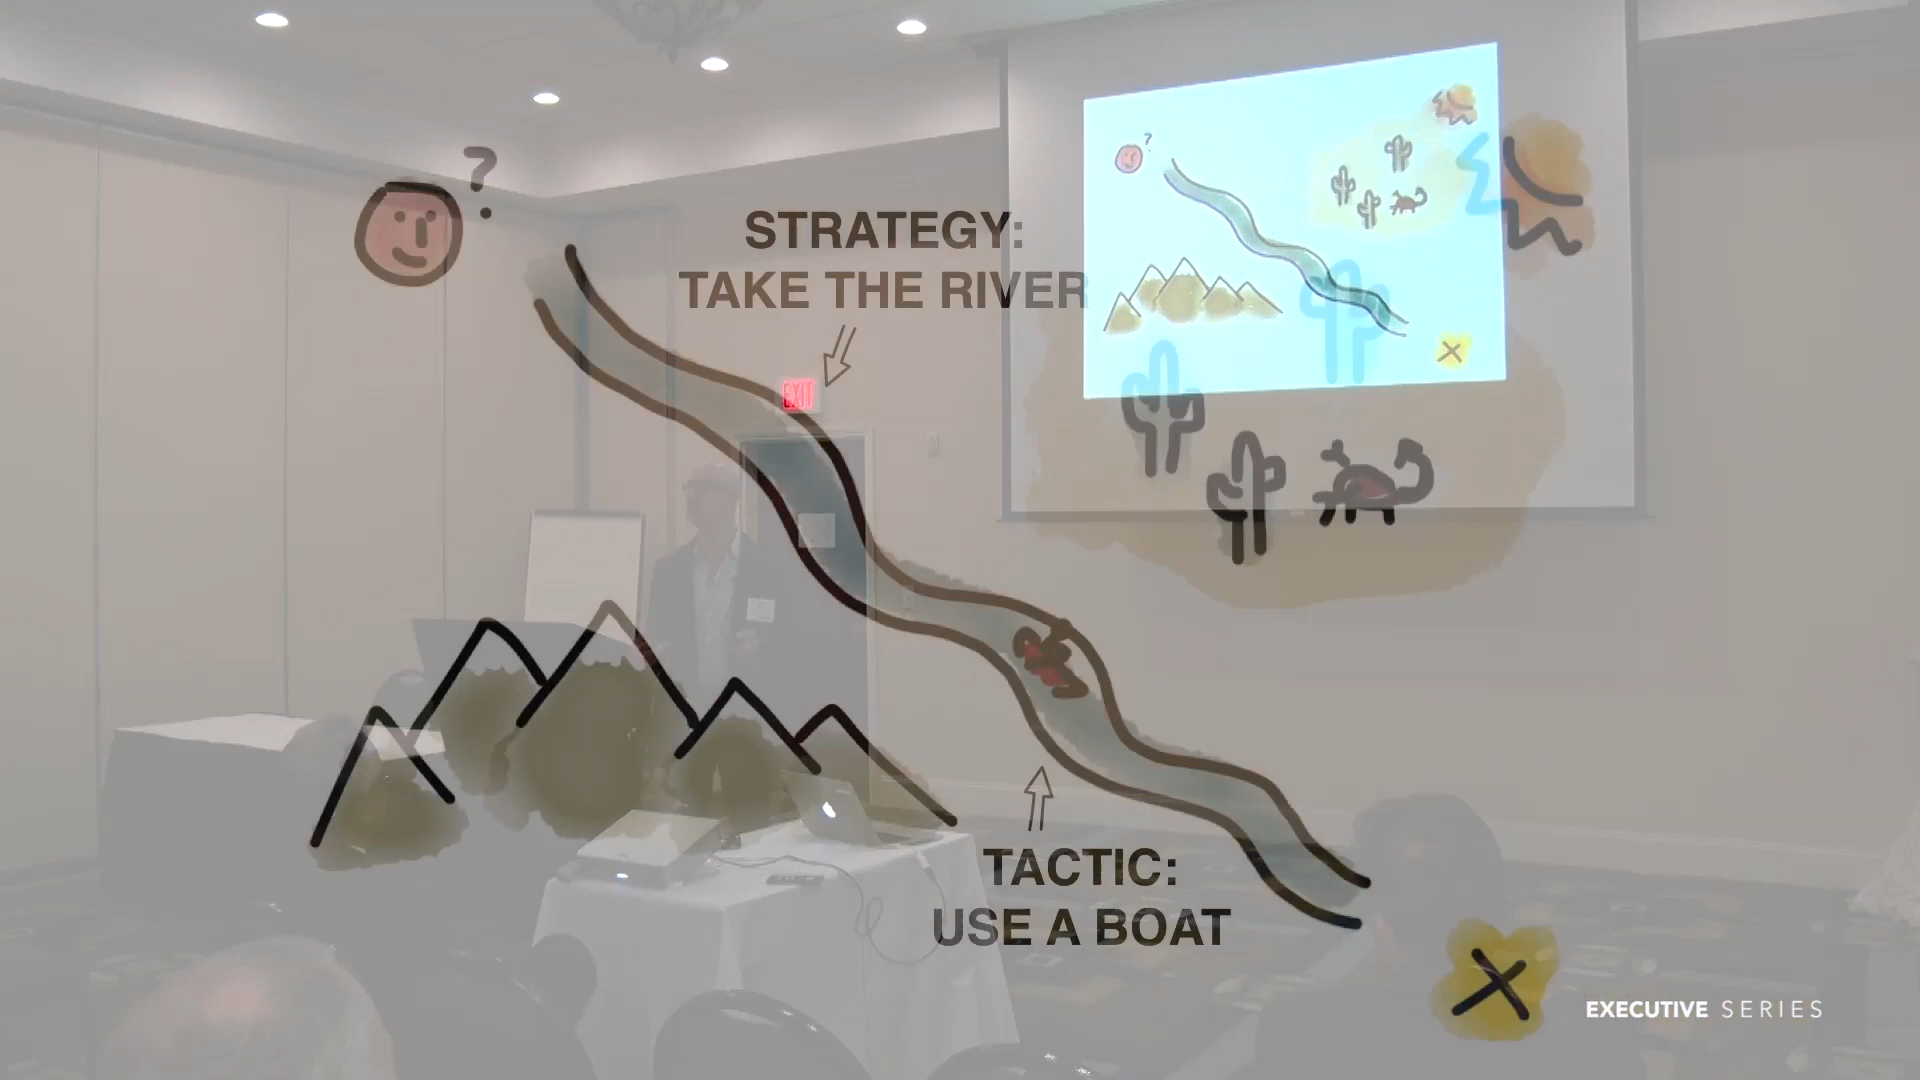 ?
STRATEGY:
TAKE THE RIVER
?
EXIT
TACTIC:
USE A BOAT
EXECUTIVE SERIES